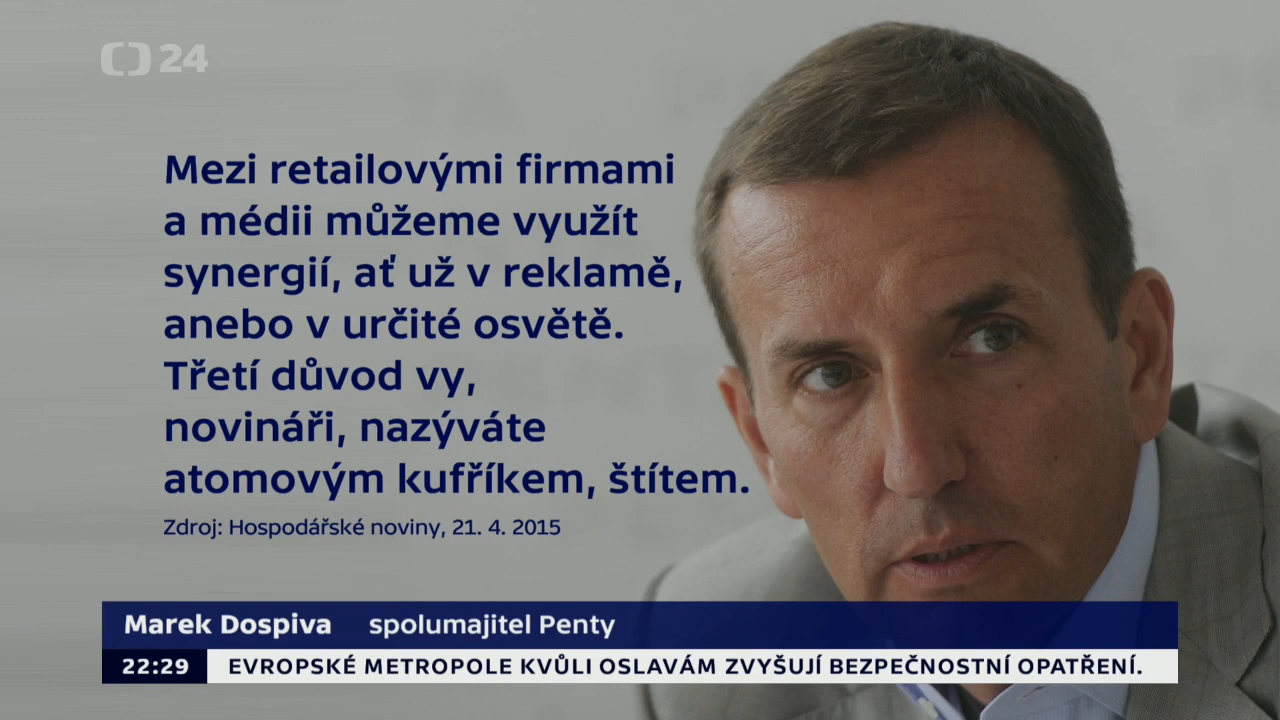 24
Mezi retailovými firmami
a médii můžeme využít
synergií, ať už v reklamě,
anebo v určité osvětě.
Třetí důvod vy,
novináři, nazýváte
atomovým kufříkem, štítem.
Zdroj: Hospodářské noviny, 21. 4. 2015
Marek Dospiva spolumajitel Penty
22:29 EVROPSKÉ METROPOLE KVŮLI OSLAVÁM ZVYŠUJÍ BEZPEČNOSTNÍ OPATŘENÍ.